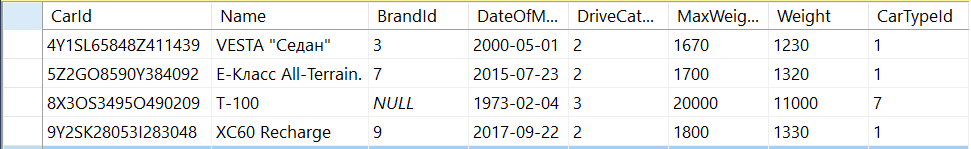 CarId Name BrandId DateOfM... DriveCat... MaxWeig... Weight CarTypeId
4Y1SL65848Z411439 VESTA "Седан" 3 2000-05-01 2 1670 1230 1
5Z2GO8590Y384092 E-Класс All-Terrain. 7 2015-07-23 2 1700 1320 1
8X3OS3495O490209 T-100 NULL 1973-02-04 3 20000 11000 7
9Y2SK28053I283048 XC60 Recharge 9 2017-09-22 2 1800 1330 1